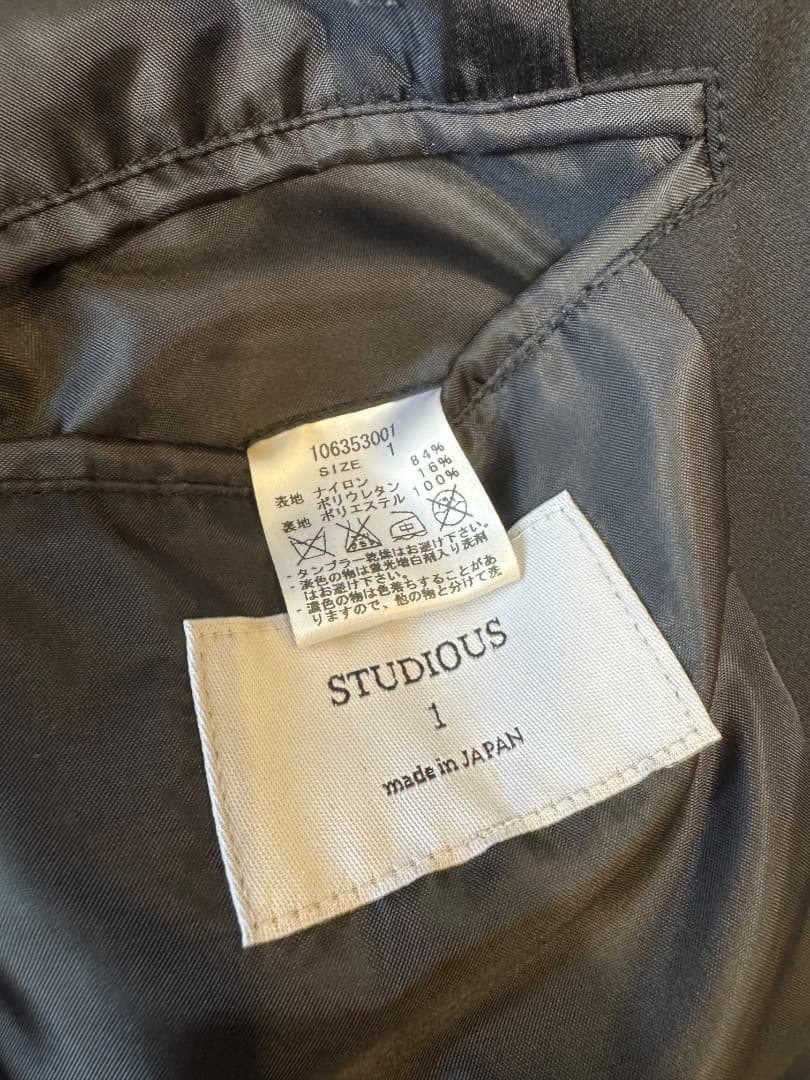 106353001
SIZE 1
表地 ナイロン 84%
ポリウレタン 16%
裏地 ポリエステル 100%
- タンブラー乾燥はお避け下さい。
- 淡色の物は蛍光増白剤入り洗剤
はお避け下さい。
- 濃色の物は色落ちすることがあ
りますので、他の物と分けて洗
STUDIOUS
1
made in JAPAN